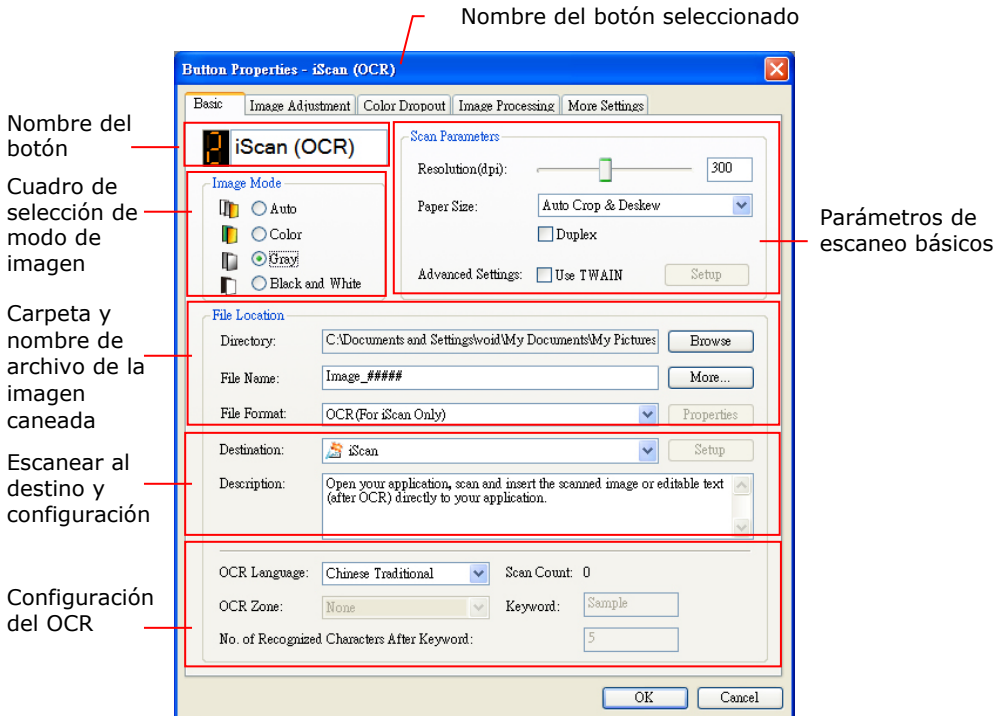 Nombre del botón seleccionado
Button Properties - iScan (OCR)
Basic Image Adjustment Color Dropout Image Processing More Settings
Nombre del
botón
2 iScan (OCR)
Cuadro de
selección de
modo de
imagen
Image Mode
Auto
Color
Gray
Black and White
Scan Parameters
Resolution(dpi): 300
Paper Size: Auto Crop & Deskew
Duplex
Advanced Settings: Use TWAIN Setup
Parámetros de
escaneo básicos
Carpeta y
nombre de
archivo de la
imagen
caneada
File Location
Directory: C:\Documents and Settings\void\My Documents\My Pictures Browse
File Name: Image_##### More...
File Format: OCR(For iScan Only) Properties
Escanear al
destino y
configuración
Destination: iScan Setup
Description: Open your application, scan and insert the scanned image or editable text
(after OCR) directly to your application.
Configuración
del OCR
OCR Language: Chinese Traditional Scan Count: 0
OCR Zone: None Keyword: Sample
No. of Recognized Characters After Keyword: 5
OK Cancel